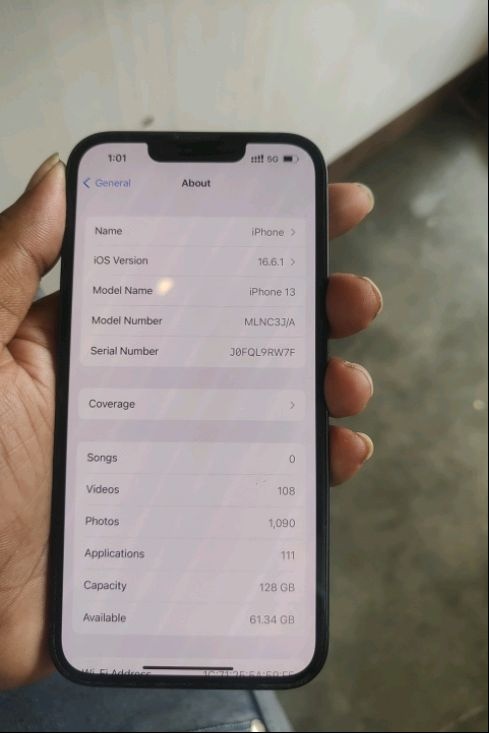 1:01 5G
General About
Name iPhone
iOS Version 16.6.1
Model Name iPhone 13
Model Number MLNC3J/A
Serial Number J0FQL9RW7F
Coverage
Songs 0
Videos 108
Photos 1,090
Applications 111
Capacity 128 GB
Available 61.34 GB
Wi-Fi Address